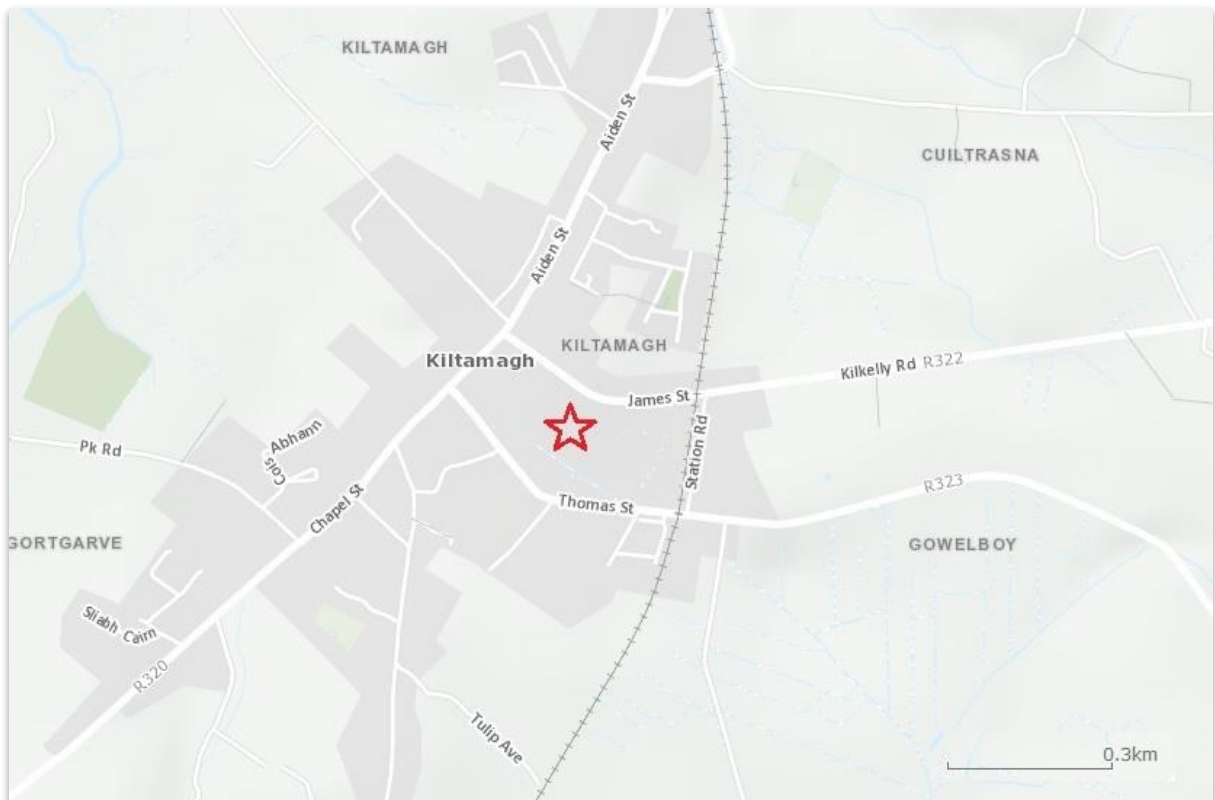 KILTAMAGH
Aiden St
CUILTRASNA
Aiden St
KILTAMAGH
Kiltamagh
Kilkelly Rd R322
James St
Abhann
Cois
Pk Rd
Station Rd
R323
Chapel St
Thomas St
GORTGARVE
GOWELBOY
Sliabh Cairn
R320
Tulip Ave
0.3km